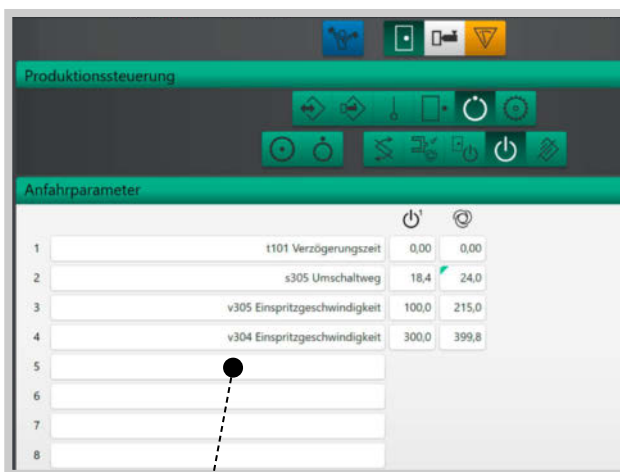 Produktionssteuerung
Anfahrparameter
1
1 t101 Verzögerungszeit 0,00 0,00
2 s305 Umschaltweg 18,4 24,0
3 v305 Einspritzgeschwindigkeit 100,0 215,0
4 v304 Einspritzgeschwindigkeit 300,0 399,8
5
6
7
8